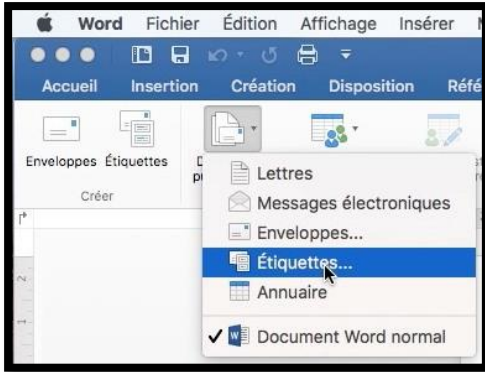 Word Fichier Édition Affichage Insérer
Accueil Insertion Création Disposition Réfé
Enveloppes Étiquettes
Créer
Lettres
Messages électroniques
Enveloppes...
Étiquettes...
Annuaire
Document Word normal